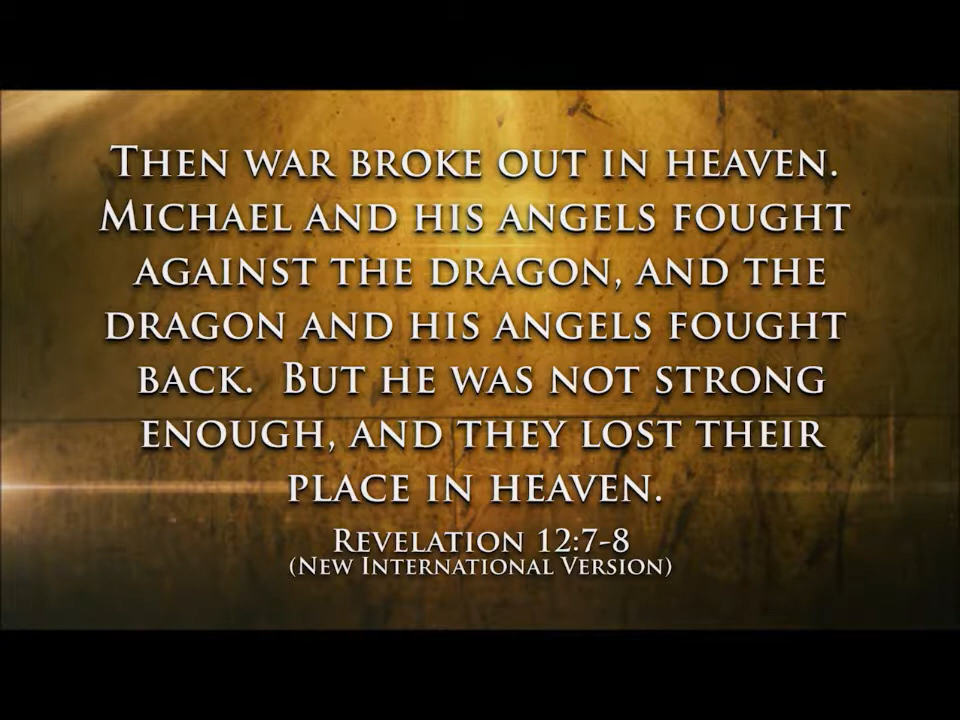 Then war broke out in heaven.
Michael and his angels fought
against the dragon, and the
dragon and his angels fought
back. But he was not strong
enough, and they lost their
place in heaven.
Revelation 12:7-8
(New International Version)